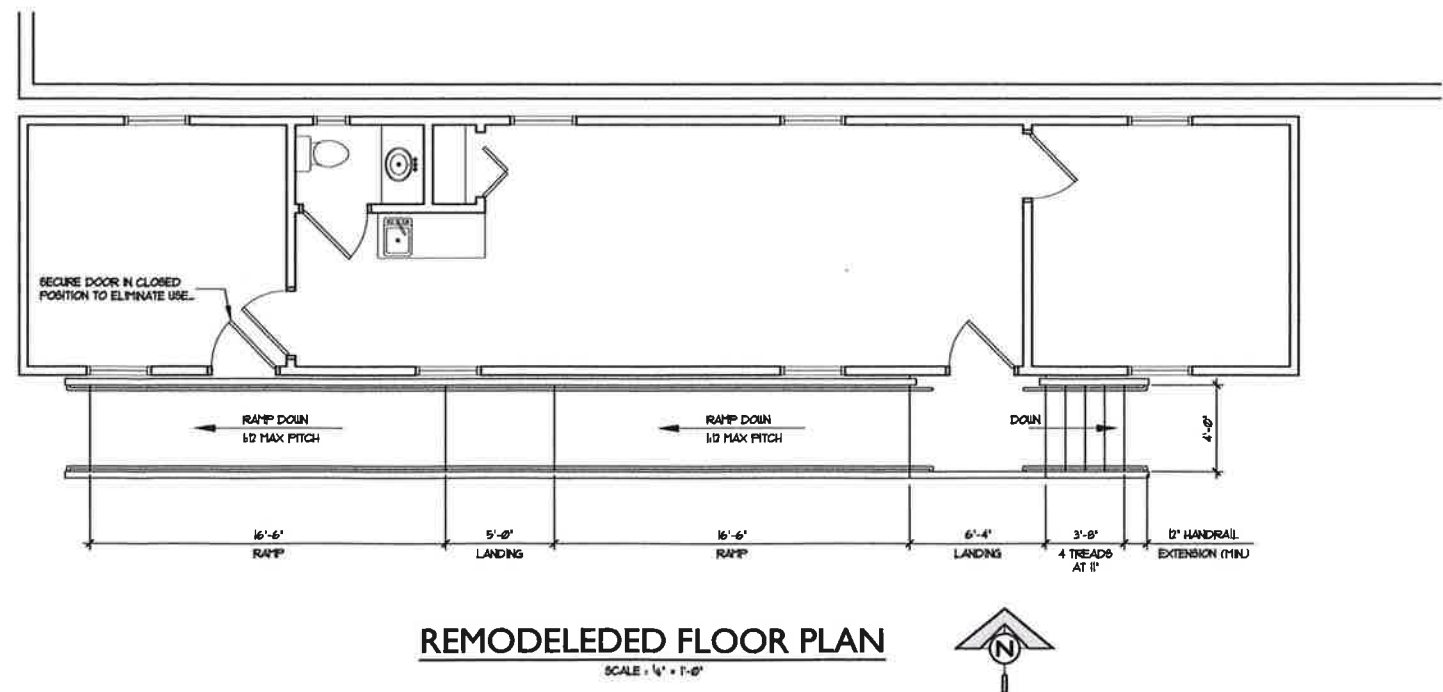 SECURE DOOR IN CLOSED
POSITION TO ELIMINATE USE...
RAMP DOWN
1:12 MAX PITCH
RAMP DOWN
1:12 MAX PITCH
DOWN
4'-0"
16'-6"
RAMP
5'-0"
LANDING
16'-6"
RAMP
6'-4"
LANDING
3'-8"
4 TREADS
AT 11"
12" HANDRAIL
EXTENSION (MIN.)
REMODELEDED FLOOR PLAN
SCALE : 1/4" = 1'-0"
N